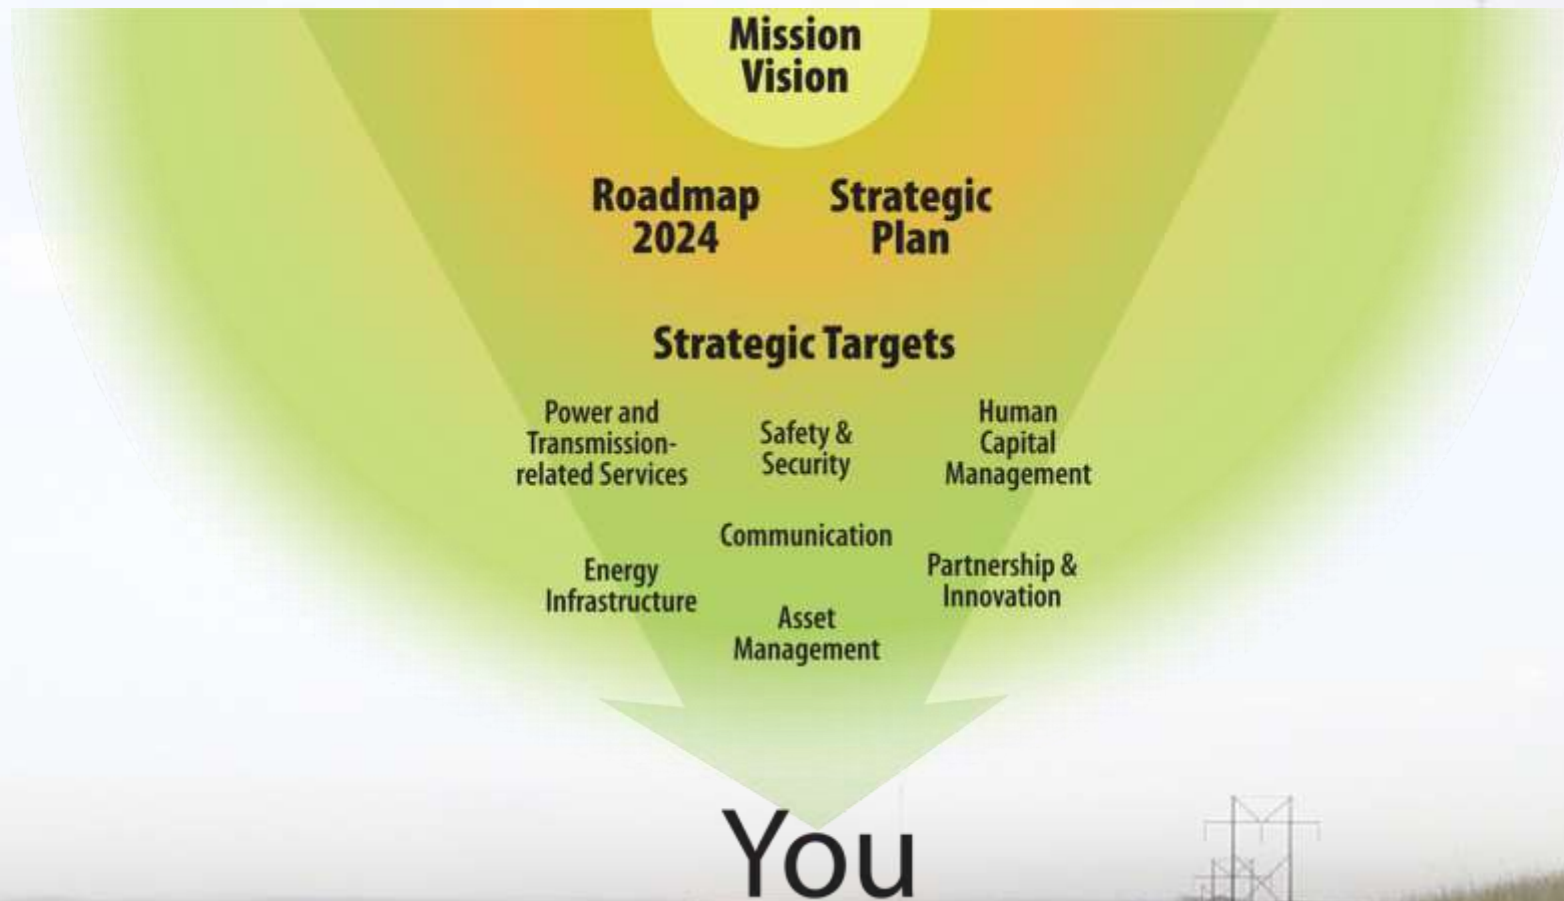 Mission
Vision
Roadmap
2024
Strategic
Plan
Strategic Targets
Power and
Transmission-
related Services
Safety &
Security
Human
Capital
Management
Communication
Energy
Infrastructure
Partnership &
Innovation
Asset
Management
You